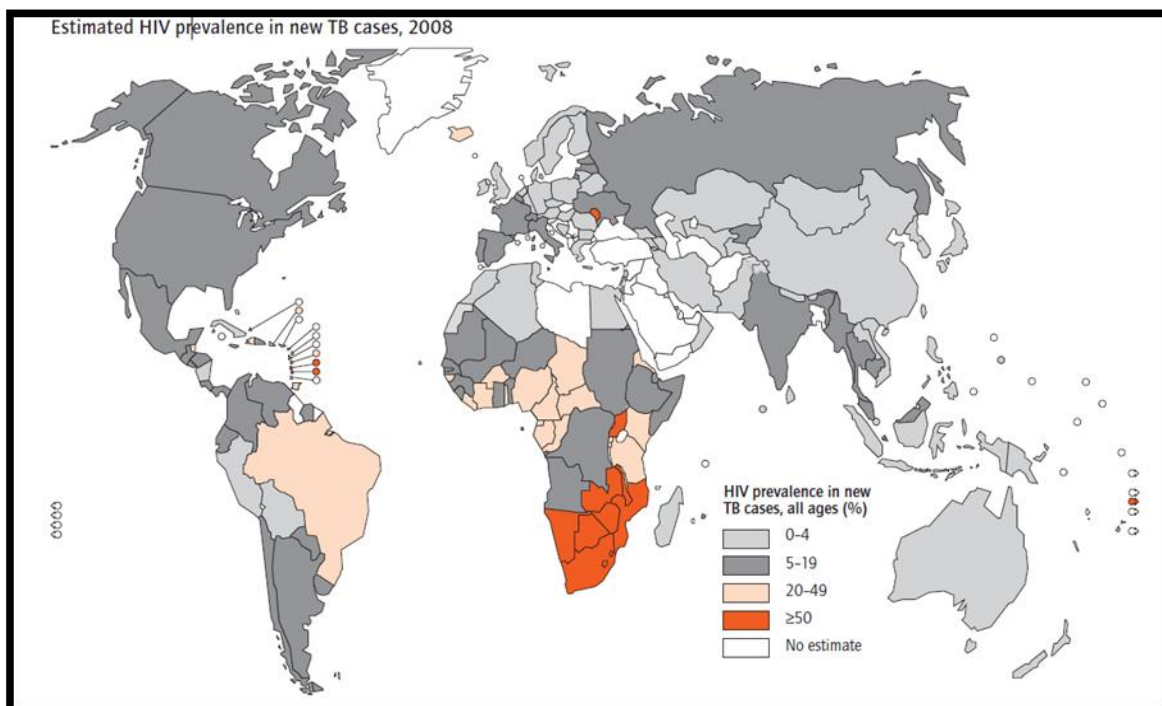 Estimated HIV prevalence in new TB cases, 2008
HIV prevalence in new
TB cases, all ages (%)
0–4
5–19
20–49
≥50
No estimate